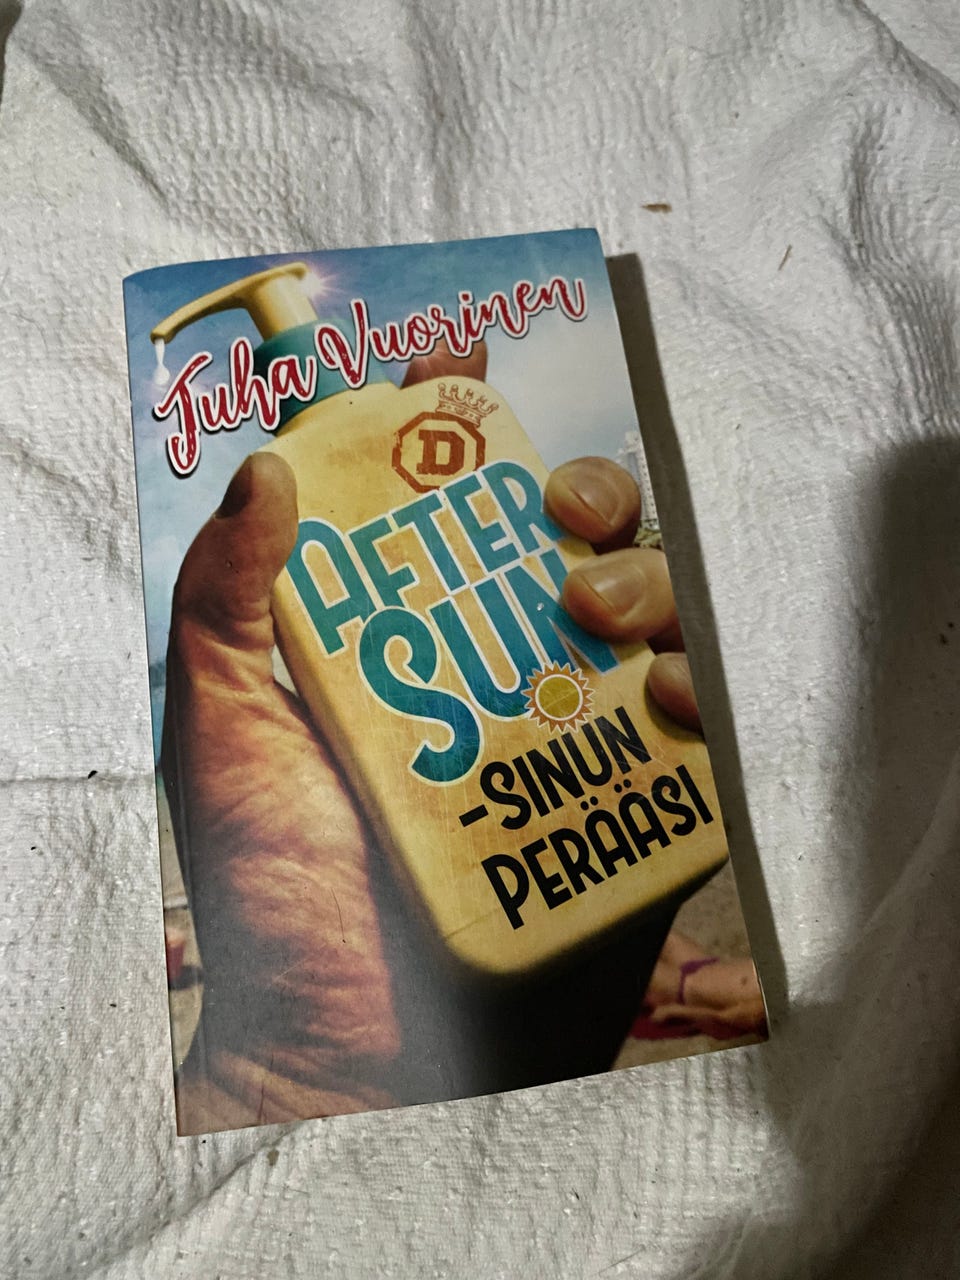 Juha Vuorinen
D
AFTER
SUN
-SINUN
PERÄÄSI